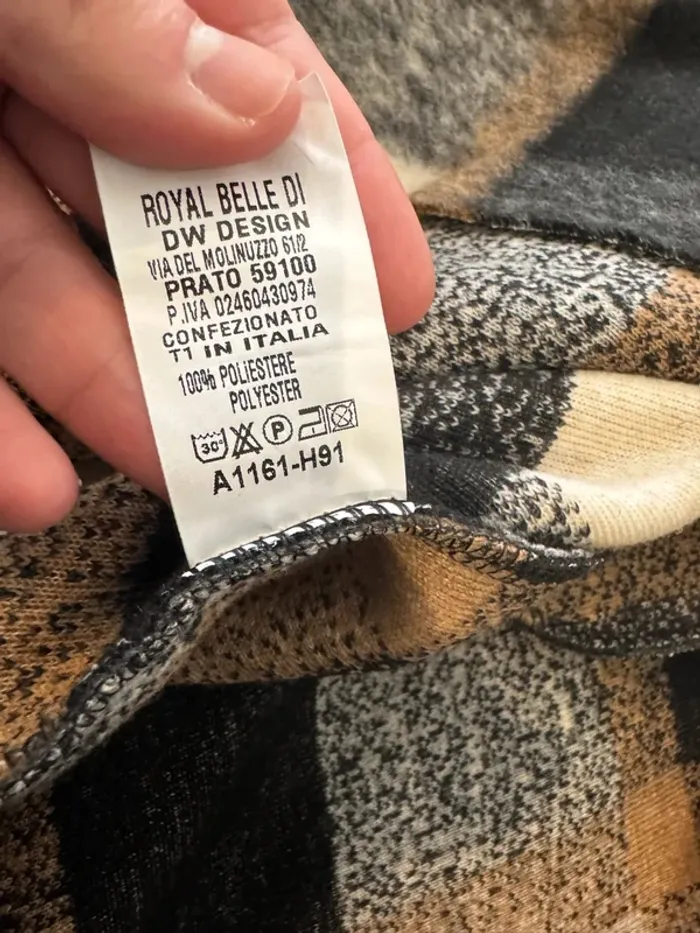 ROYAL BELLE DI
DW DESIGN
VIA DEL MOLINUZZO 61/2
PRATO 59100
P.IVA 02460430974
CONFEZIONATO
T1 IN ITALIA
100% POLIESTERE
POLYESTER
30° P
A1161-H91